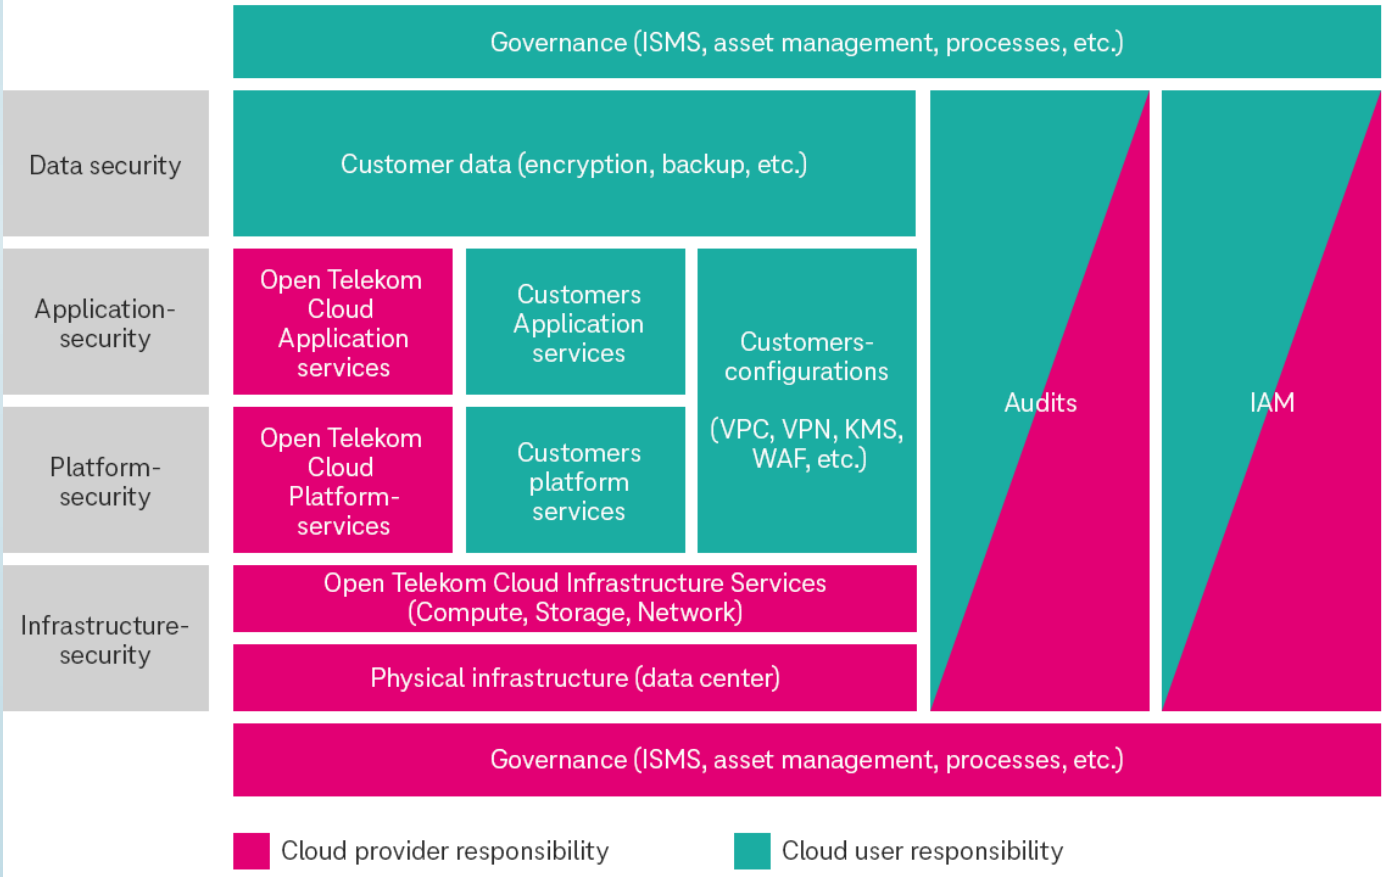 Governance (ISMS, asset management, processes, etc.)
Data security
Customer data (encryption, backup, etc.)
Application-
security
Open Telekom
Cloud
Application
services
Customers
Application
services
Customers-
configurations
(VPC, VPN, KMS,
WAF, etc.)
Audits
IAM
Platform-
security
Open Telekom
Cloud
Platform-
services
Customers
platform
services
Infrastructure-
security
Open Telekom Cloud Infrastructure Services
(Compute, Storage, Network)
Physical infrastructure (data center)
Governance (ISMS, asset management, processes, etc.)
Cloud provider responsibility
Cloud user responsibility